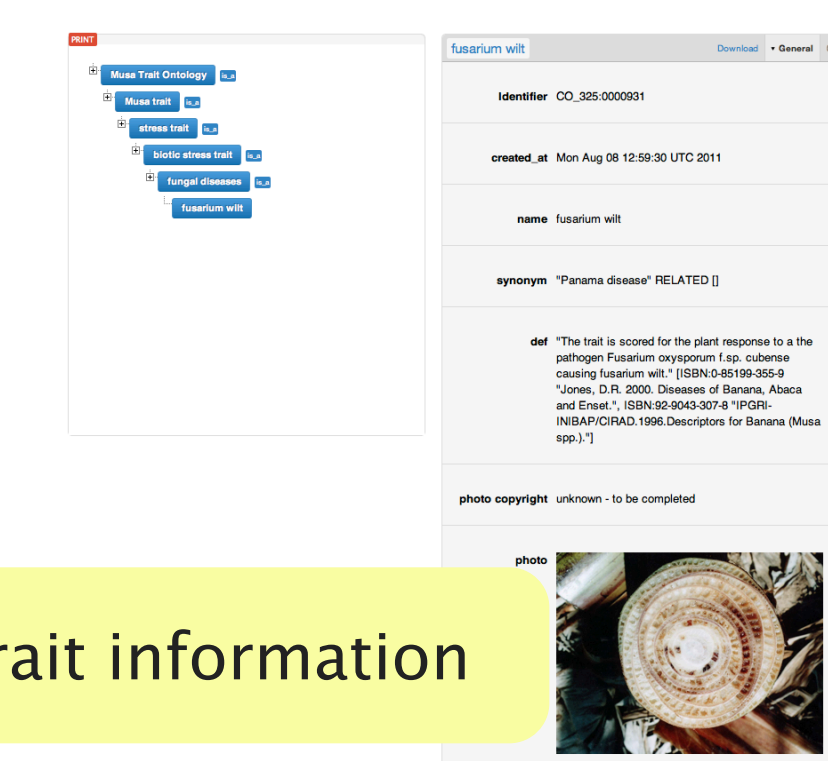 PRINT
Musa Trait Ontology is_a
Musa trait is_a
stress trait is_a
biotic stress trait is_a
fungal diseases is_a
fusarium wilt
fusarium wilt Download General
Identifier CO_325:0000931
created_at Mon Aug 08 12:59:30 UTC 2011
name fusarium wilt
synonym "Panama disease" RELATED []
def "The trait is scored for the plant response to a the
pathogen Fusarium oxysporum f.sp. cubense
causing fusarium wilt." [ISBN:0-85199-355-9
"Jones, D.R. 2000. Diseases of Banana, Abaca
and Enset.", ISBN:92-9043-307-8 "IPGRI-
INIBAP/CIRAD.1996.Descriptors for Banana (Musa
spp.)."]
photo copyright unknown - to be completed
photo
rait information